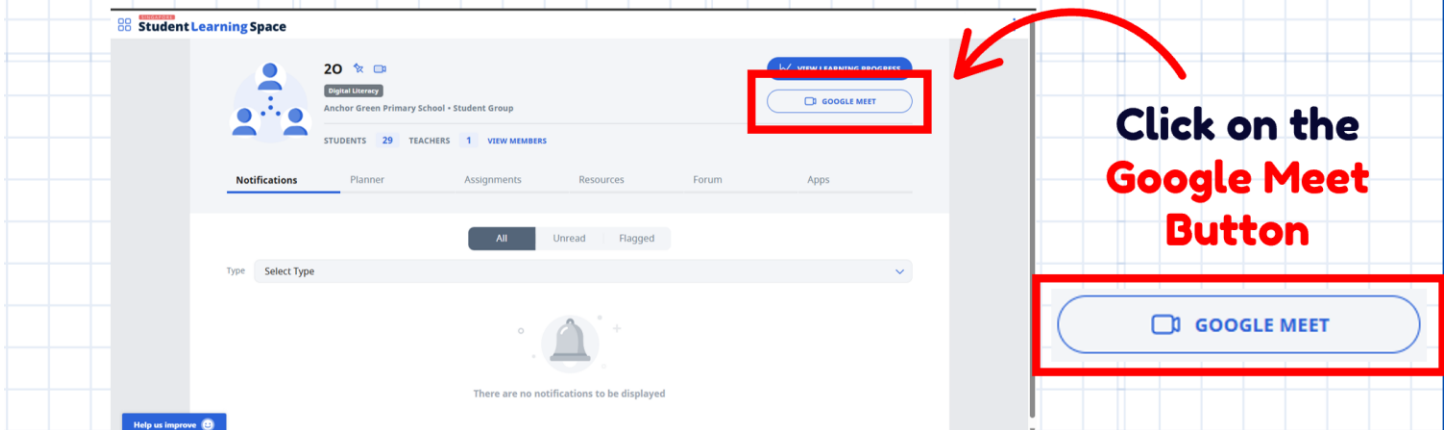 SINGAPORE
Student Learning Space
2O
VIEW LEARNING PROGRESS
Digital Literacy
GOOGLE MEET
Anchor Green Primary School • Student Group
STUDENTS 29 TEACHERS 1 VIEW MEMBERS
Notifications Planner Assignments Resources Forum Apps
All Unread Flagged
Type Select Type
There are no notifications to be displayed
Help us improve
Click on the
Google Meet
Button
GOOGLE MEET